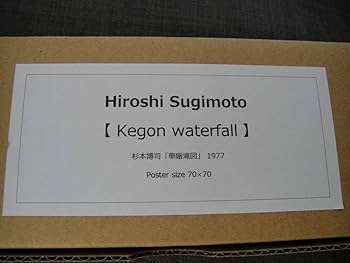 Hiroshi Sugimoto
【 Kegon waterfall 】
杉本博司「華厳滝図」 1977
Poster size 70×70